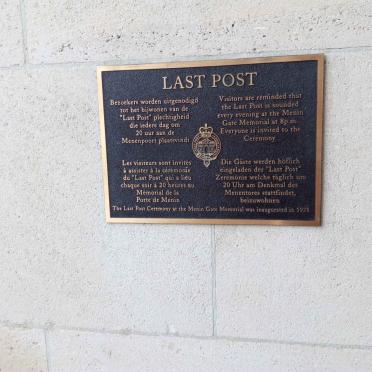 LAST POST
Bezoekers worden uitgenodigd
tot het bijwonen van de
"Last Post" plechtigheid
die ieders dag om
20 uur aan de
Menenpoort plaatsvindt
Visitors are reminded that
the Last Post is sounded
every evening at the Menin
Gate Memorial at 8p.m.
Everyone is invited to the
Ceremony
Les visiteurs sont invités
à assister à la cérémonie
du "Last Post" qui a lieu
chaque soir à 20 heures au
Mémorial de la
Porte de Menin
Die Gäste werden höflich
eingeladen der "Last Post"
Zeremonie welche täglich um
20 Uhr am Denkmal des
Menentores stattfindet,
beizuwohnen
The Last Post Ceremony at the Menin Gate Memorial was inaugurated in